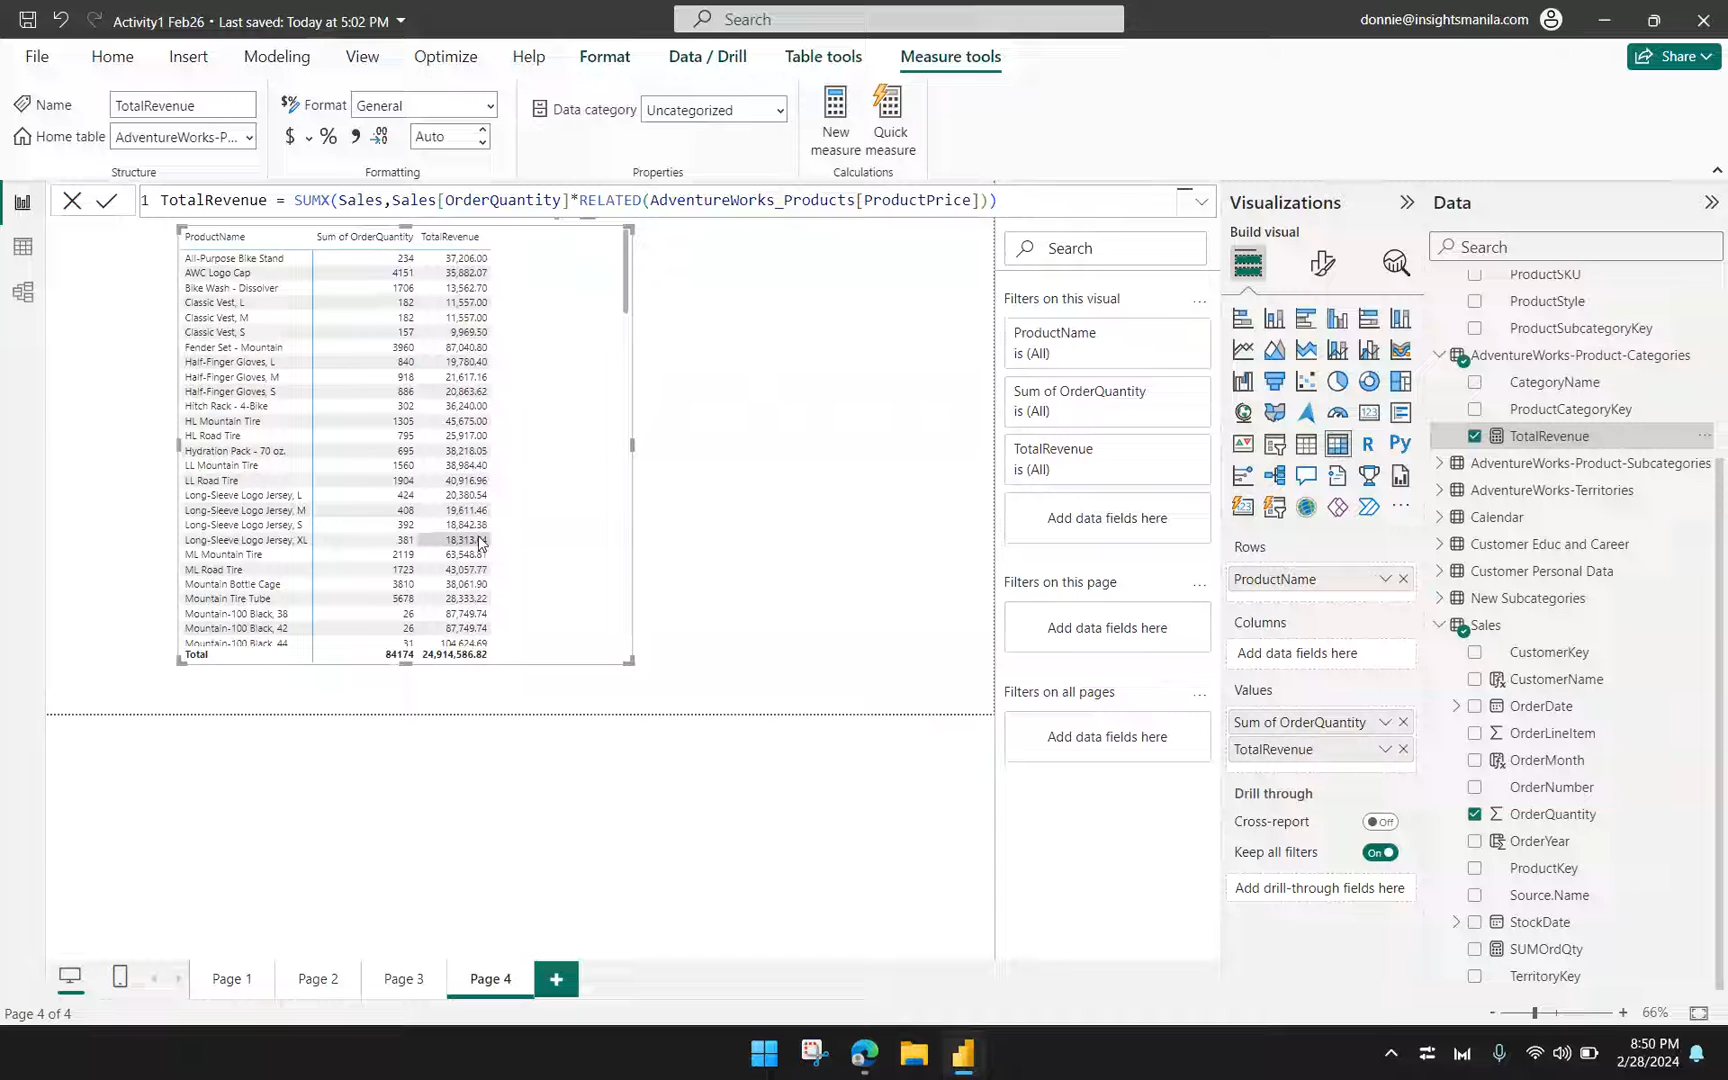 Activity1 Feb26 • Last saved: Today at 5:02 PM
Search
donnie@insightsmanila.com
File
Home
Insert
Modeling
View
Optimize
Help
Format
Data / Drill
Table tools
Measure tools
Share
Name
TotalRevenue
Home table
AdventureWorks-P...
Structure
Format
General
$
%
Auto
Formatting
Data category
Uncategorized
Properties
New measure
Quick measure
Calculations
1 TotalRevenue = SUMX(Sales,Sales[OrderQuantity]*RELATED(AdventureWorks_Products[ProductPrice]))
ProductName Sum of OrderQuantity TotalRevenue
All-Purpose Bike Stand 234 37,206.00
AWC Logo Cap 4151 35,882.07
Bike Wash - Dissolver 1706 13,562.70
Classic Vest, L 182 11,557.00
Classic Vest, M 182 11,557.00
Classic Vest, S 157 9,969.50
Fender Set - Mountain 3960 87,040.80
Half-Finger Gloves, L 840 19,780.40
Half-Finger Gloves, M 918 21,617.16
Half-Finger Gloves, S 886 20,863.62
Hitch Rack - 4-Bike 302 36,240.00
HL Mountain Tire 1305 45,675.00
HL Road Tire 795 25,917.00
Hydration Pack - 70 oz. 695 38,218.05
LL Mountain Tire 1560 38,984.40
LL Road Tire 1904 40,916.96
Long-Sleeve Logo Jersey, L 424 20,380.54
Long-Sleeve Logo Jersey, M 408 19,611.46
Long-Sleeve Logo Jersey, S 392 18,842.38
Long-Sleeve Logo Jersey, XL 381
ML Mountain Tire 2119 63,548.81
ML Road Tire 1723 43,057.77
Mountain Bottle Cage 3810 38,061.90
Mountain Tire Tube 5678 28,333.22
Mountain-100 Black, 38 26 87,749.74
Mountain-100 Black, 42 26 87,749.74
Mountain-100 Black, 44 31 104,624.69
Total 84174 24,914,586.82
Search
Filters on this visual
...
ProductName
is (All)
Sum of OrderQuantity
is (All)
TotalRevenue
is (All)
Add data fields here
Filters on this page
...
Add data fields here
Filters on all pages
...
Add data fields here
Visualizations
Build visual
R
Py
123
...
Rows
ProductName
Columns
Add data fields here
Values
Sum of OrderQuantity
TotalRevenue
Drill through
Cross-report
Off
Keep all filters
On
Add drill-through fields here
Data
Search
ProductSKU
ProductStyle
ProductSubcategoryKey
AdventureWorks-Product-Categories
CategoryName
ProductCategoryKey
TotalRevenue
...
AdventureWorks-Product-Subcategories
AdventureWorks-Territories
Calendar
Customer Educ and Career
Customer Personal Data
New Subcategories
Sales
CustomerKey
CustomerName
OrderDate
OrderLineItem
OrderMonth
OrderNumber
OrderQuantity
OrderYear
ProductKey
Source.Name
StockDate
SUMOrdQty
TerritoryKey
Page 1
Page 2
Page 3
Page 4
Page 4 of 4
66%
8:50 PM
2/28/2024